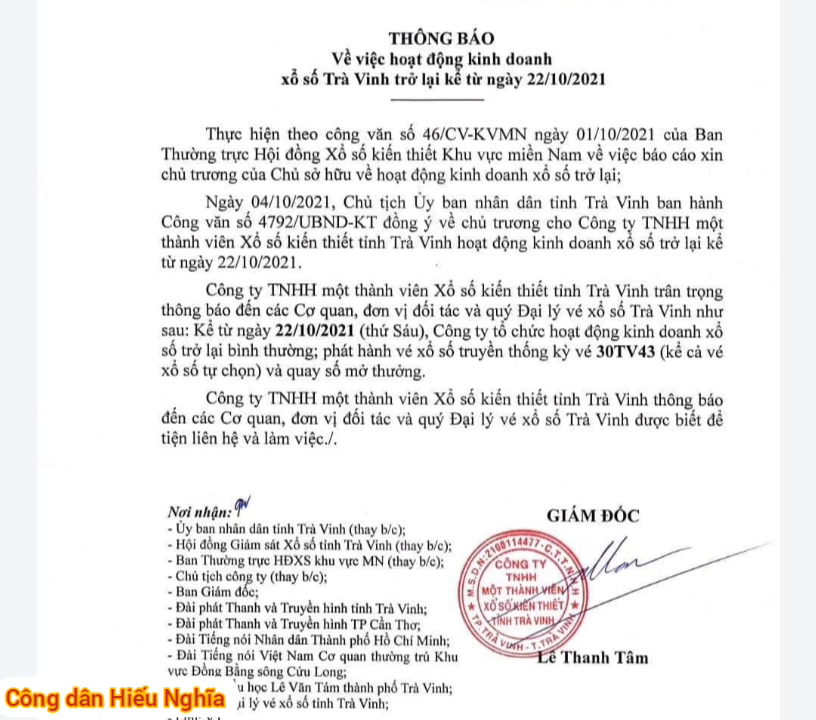 THÔNG BÁO
Về việc hoạt động kinh doanh
xổ số Trà Vinh trở lại kể từ ngày 22/10/2021
Thực hiện theo công văn số 46/CV-KVMN ngày 01/10/2021 của Ban
Thường trực Hội đồng Xổ số kiến thiết Khu vực miền Nam về việc báo cáo xin
chủ trương của Chủ sở hữu về hoạt động kinh doanh xổ số trở lại;
Ngày 04/10/2021, Chủ tịch Ủy ban nhân dân tỉnh Trà Vinh ban hành
Công văn số 4792/UBND-KT đồng ý về chủ trương cho Công ty TNHH một
thành viên Xổ số kiến thiết tỉnh Trà Vinh hoạt động kinh doanh xổ số trở lại kể
từ ngày 22/10/2021.
Công ty TNHH một thành viên Xổ số kiến thiết tỉnh Trà Vinh trân trọng
thông báo đến các Cơ quan, đơn vị đối tác và quý Đại lý vé xổ số Trà Vinh như
sau: Kể từ ngày 22/10/2021 (thứ Sáu), Công ty tổ chức hoạt động kinh doanh xổ
số trở lại bình thường; phát hành vé xổ số truyền thống kỳ vé 30TV43 (kể cả vé
xổ số tự chọn) và quay số mở thưởng.
Công ty TNHH một thành viên Xổ số kiến thiết tỉnh Trà Vinh thông báo
đến các Cơ quan, đơn vị đối tác và quý Đại lý vé xổ số Trà Vinh được biết để
tiện liên hệ và làm việc./.
Nơi nhận:
- Ủy ban nhân dân tỉnh Trà Vinh (thay b/c);
- Hội đồng Giám sát Xổ số tỉnh Trà Vinh (thay b/c);
- Ban Thường trực HĐXS khu vực MN (thay b/c);
- Chủ tịch công ty (thay b/c);
- Ban Giám đốc;
- Đài phát Thanh và Truyền hình tỉnh Trà Vinh;
- Đài phát Thanh và Truyền hình TP Cần Thơ;
- Đài Tiếng nói Nhân dân Thành phố Hồ Chí Minh;
- Đài Tiếng nói Việt Nam Cơ quan thường trú Khu
vực Đồng Bằng sông Cửu Long;
học Lê Văn Tám thành phố Trà Vinh;
lý vé xổ số tỉnh Trà Vinh;
GIÁM ĐỐC
M.S.D.N:2100114477-C.T.T.N.H.H
CÔNG TY
TNHH
MỘT THÀNH VIÊN
XỔ SỐ KIẾN THIẾT
TỈNH TRÀ VINH
TP TRÀ VINH - T.TRÀ VINH
Lê Thanh Tâm
Công dân Hiếu Nghĩa